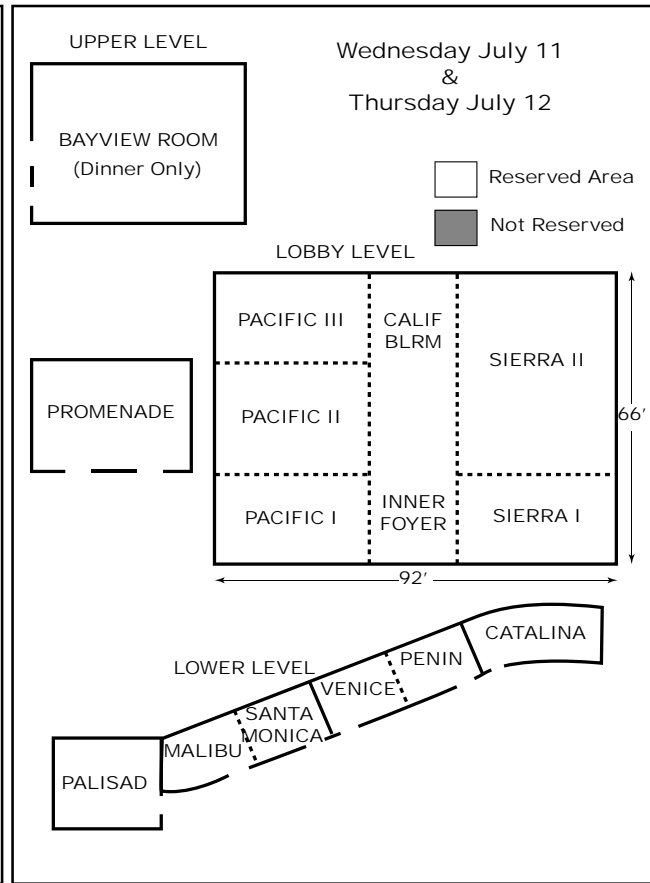 UPPER LEVEL
Wednesday July 11
&
Thursday July 12
BAYVIEW ROOM
(Dinner Only)
Reserved Area
Not Reserved
LOBBY LEVEL
PACIFIC III
CALIF
BLRM
SIERRA II
PROMENADE
PACIFIC II
66'
PACIFIC I
INNER
FOYER
SIERRA I
92'
LOWER LEVEL
CATALINA
PENIN
VENICE
SANTA
MONICA
MALIBU
PALISAD